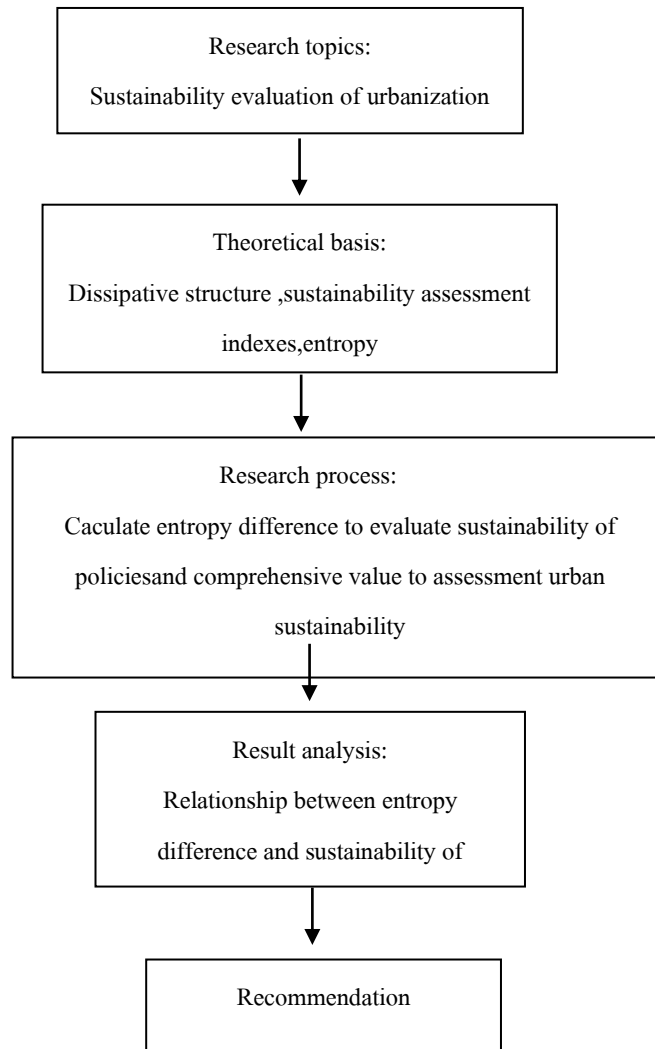 Research topics:
Sustainability evaluation of urbanization
Theoretical basis:
Dissipative structure ,sustainability assessment
indexes,entropy
Research process:
Caculate entropy difference to evaluate sustainability of
policiesand comprehensive value to assessment urban
sustainability
Result analysis:
Relationship between entropy
difference and sustainability of
Recommendation